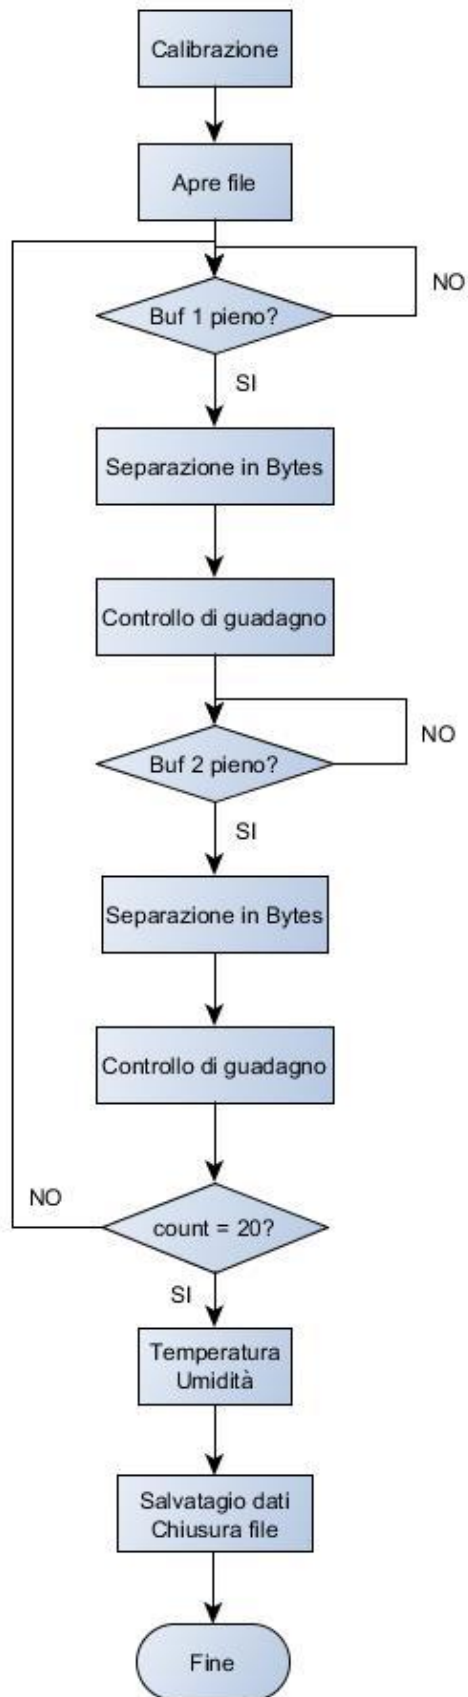 Calibrazione
Apre file
Buf 1 pieno?
NO
SI
Separazione in Bytes
Controllo di guadagno
Buf 2 pieno?
NO
SI
Separazione in Bytes
Controllo di guadagno
NO
count = 20?
SI
Temperatura
Umidità
Salvatagio dati
Chiusura file
Fine